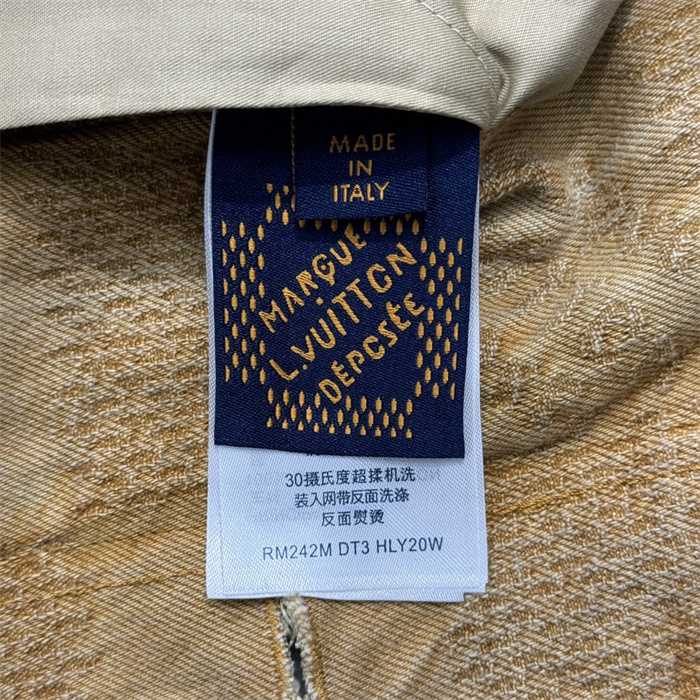 MADE
IN
ITALY
MARQUE
L.VUITTON
DÉPOSÉE
30摄氏度超揉机洗
装入网带反面洗涤
反面熨烫
RM242M DT3 HLY20W